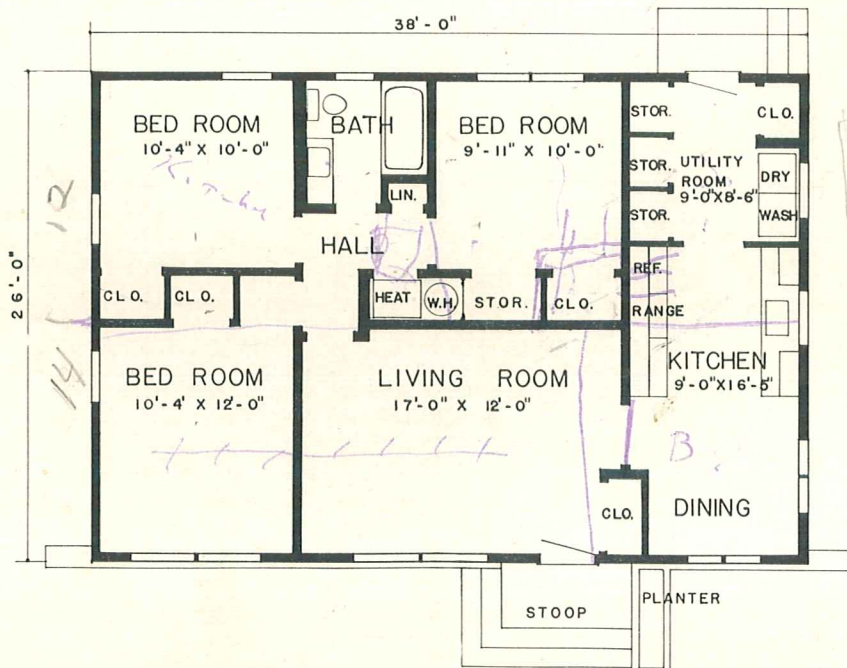 38'-0"
BED ROOM
10'-4" X 10'-0"
BATH
BED ROOM
9'-11" X 10'-0"
STOR.
CLO.
STOR.
UTILITY
ROOM
9'-0"X8'-6"
DRY
STOR.
WASH
Kitchen
LIN.
12
HALL
26'-0"
REF.
CLO.
CLO.
HEAT
W.H.
STOR.
CLO.
RANGE
14
BED ROOM
10'-4' X 12'-0"
LIVING ROOM
17'-0" X 12'-0"
KITCHEN
9'-0"X16'-5"
B
CLO.
DINING
STOOP
PLANTER